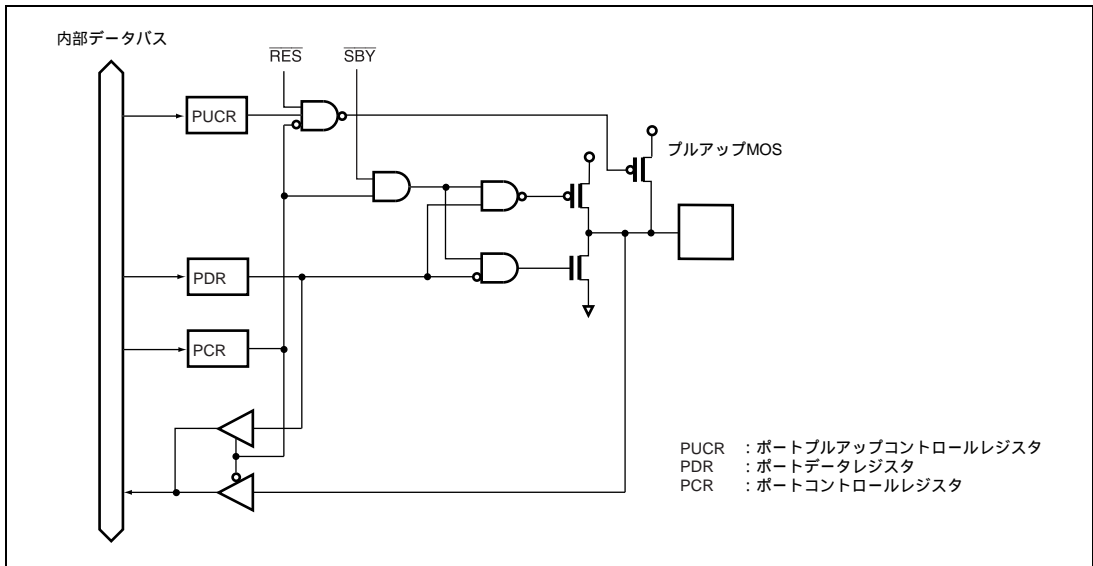 内部データバス
R̅E̅S̅
S̅B̅Y̅
PUCR
プルアップMOS
PDR
PCR
PUCR :ポートプルアップコントロールレジスタ
PDR :ポートデータレジスタ
PCR :ポートコントロールレジスタ